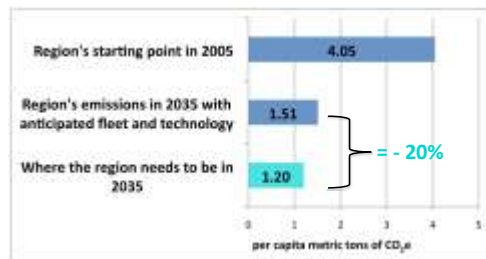 Region's starting point in 2005
4.05
Region's emissions in 2035 with
anticipated fleet and technology
1.51
= - 20%
Where the region needs to be in
2035
1.20
0 1 2 3 4 5
per capita metric tons of CO₂e